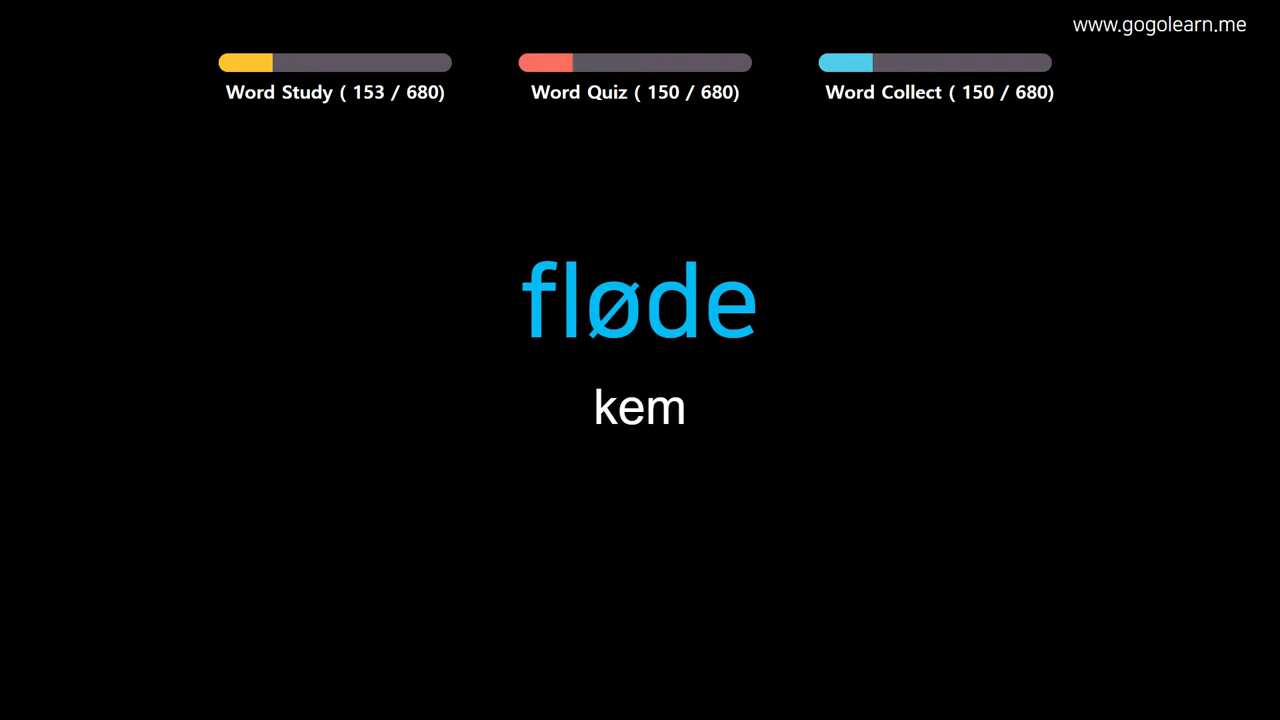 www.gogolearn.me
Word Study ( 153 / 680)
Word Quiz ( 150 / 680)
Word Collect ( 150 / 680)
fløde
kem